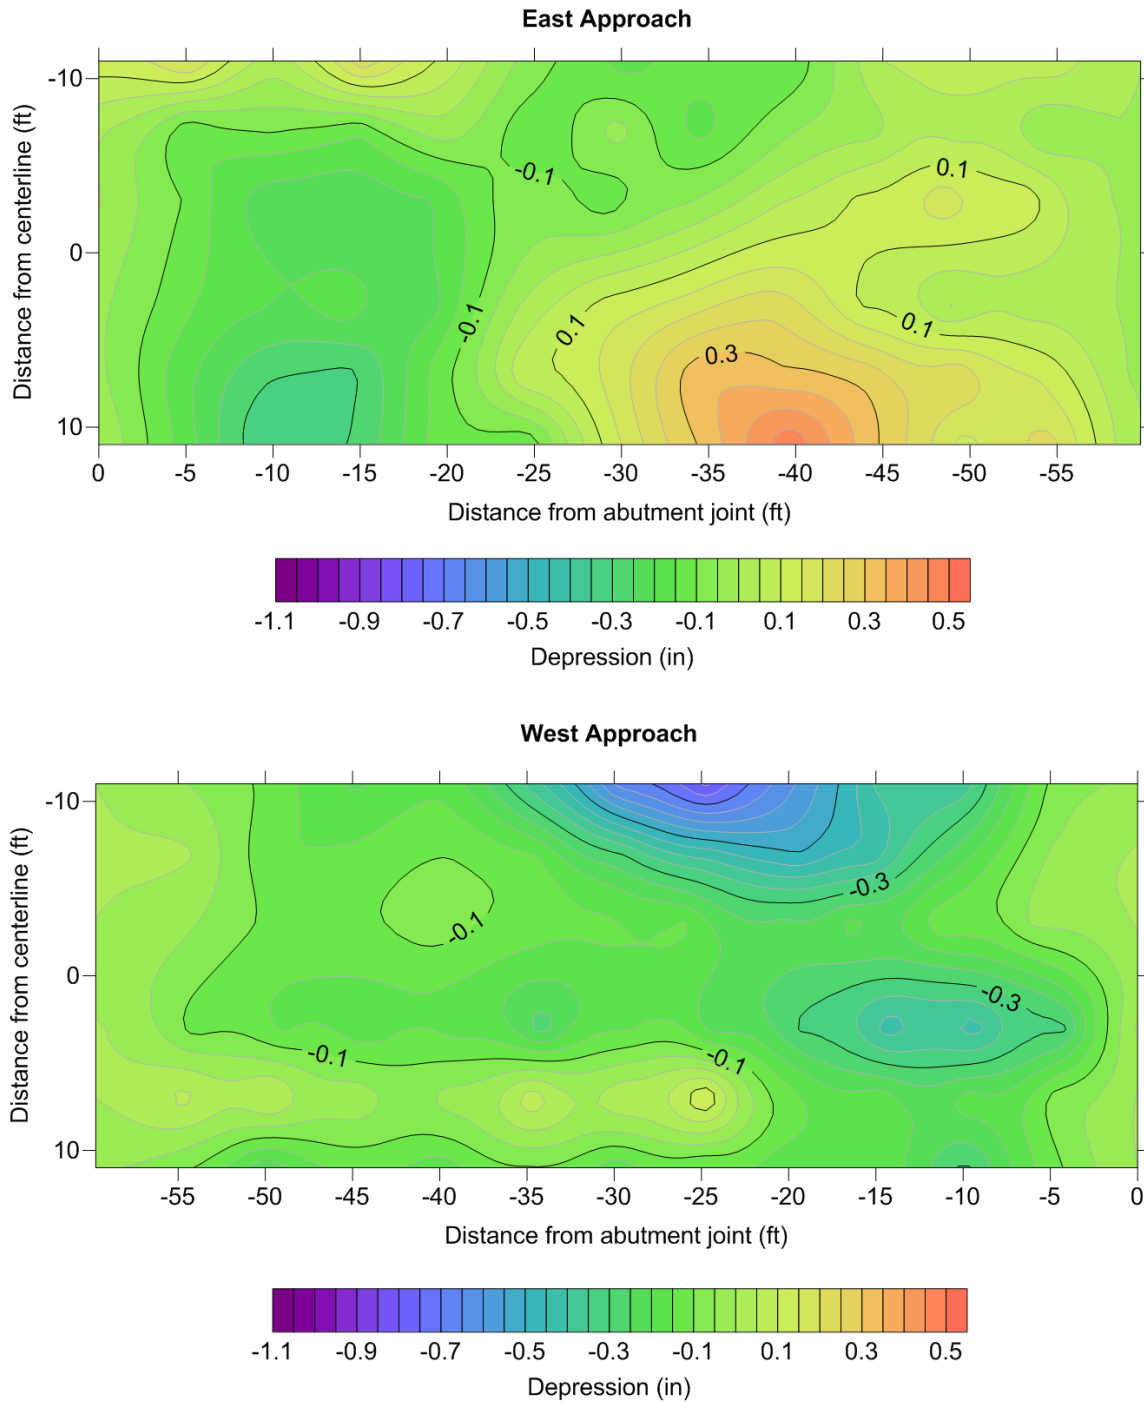 East Approach
Distance from centerline (ft)
-10
0
10
-0.1
0.1
-0.1
0.1
0.1
0.3
0 -5 -10 -15 -20 -25 -30 -35 -40 -45 -50 -55
Distance from abutment joint (ft)
-1.1 -0.9 -0.7 -0.5 -0.3 -0.1 0.1 0.3 0.5
Depression (in)
West Approach
Distance from centerline (ft)
-10
0
10
-0.3
-0.1
-0.3
-0.1
-0.1
-55 -50 -45 -40 -35 -30 -25 -20 -15 -10 -5 0
Distance from abutment joint (ft)
-1.1 -0.9 -0.7 -0.5 -0.3 -0.1 0.1 0.3 0.5
Depression (in)